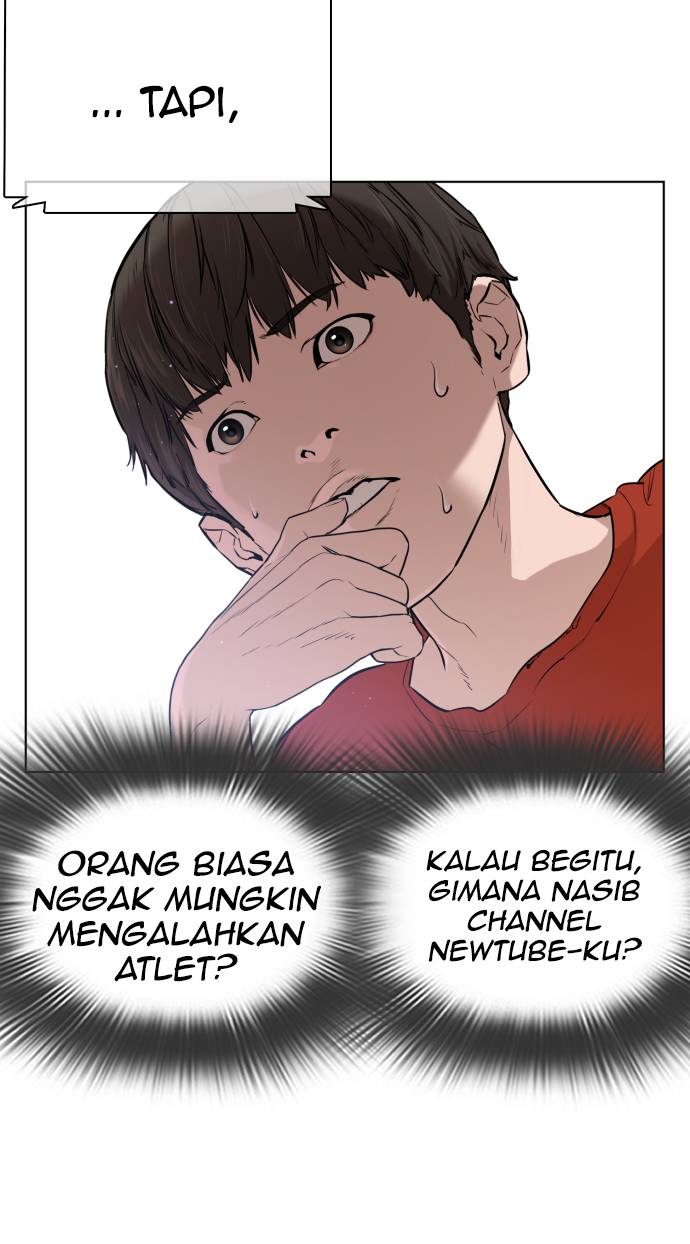 ... TAPI,
ORANG BIASA
NGGAK MUNGKIN
MENGALAHKAN
ATLET?
KALAU BEGITU,
GIMANA NASIB
CHANNEL
NEWTUBE-KU?